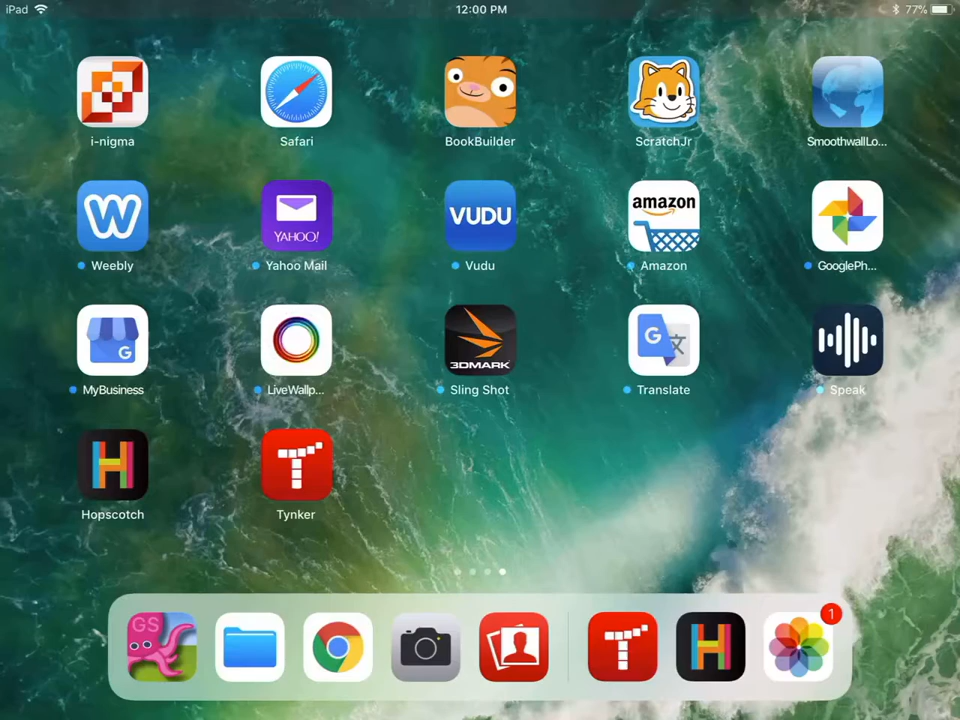 iPad 12:00 PM 77%
i-nigma Safari BookBuilder ScratchJr SmoothwallLo...
W YAHOO! VUDU amazon
Weebly Yahoo Mail Vudu Amazon GooglePh...
G 3DMARK G 文
MyBusiness LiveWallp... Sling Shot Translate Speak
H T
Hopscotch Tynker
GS T H 1